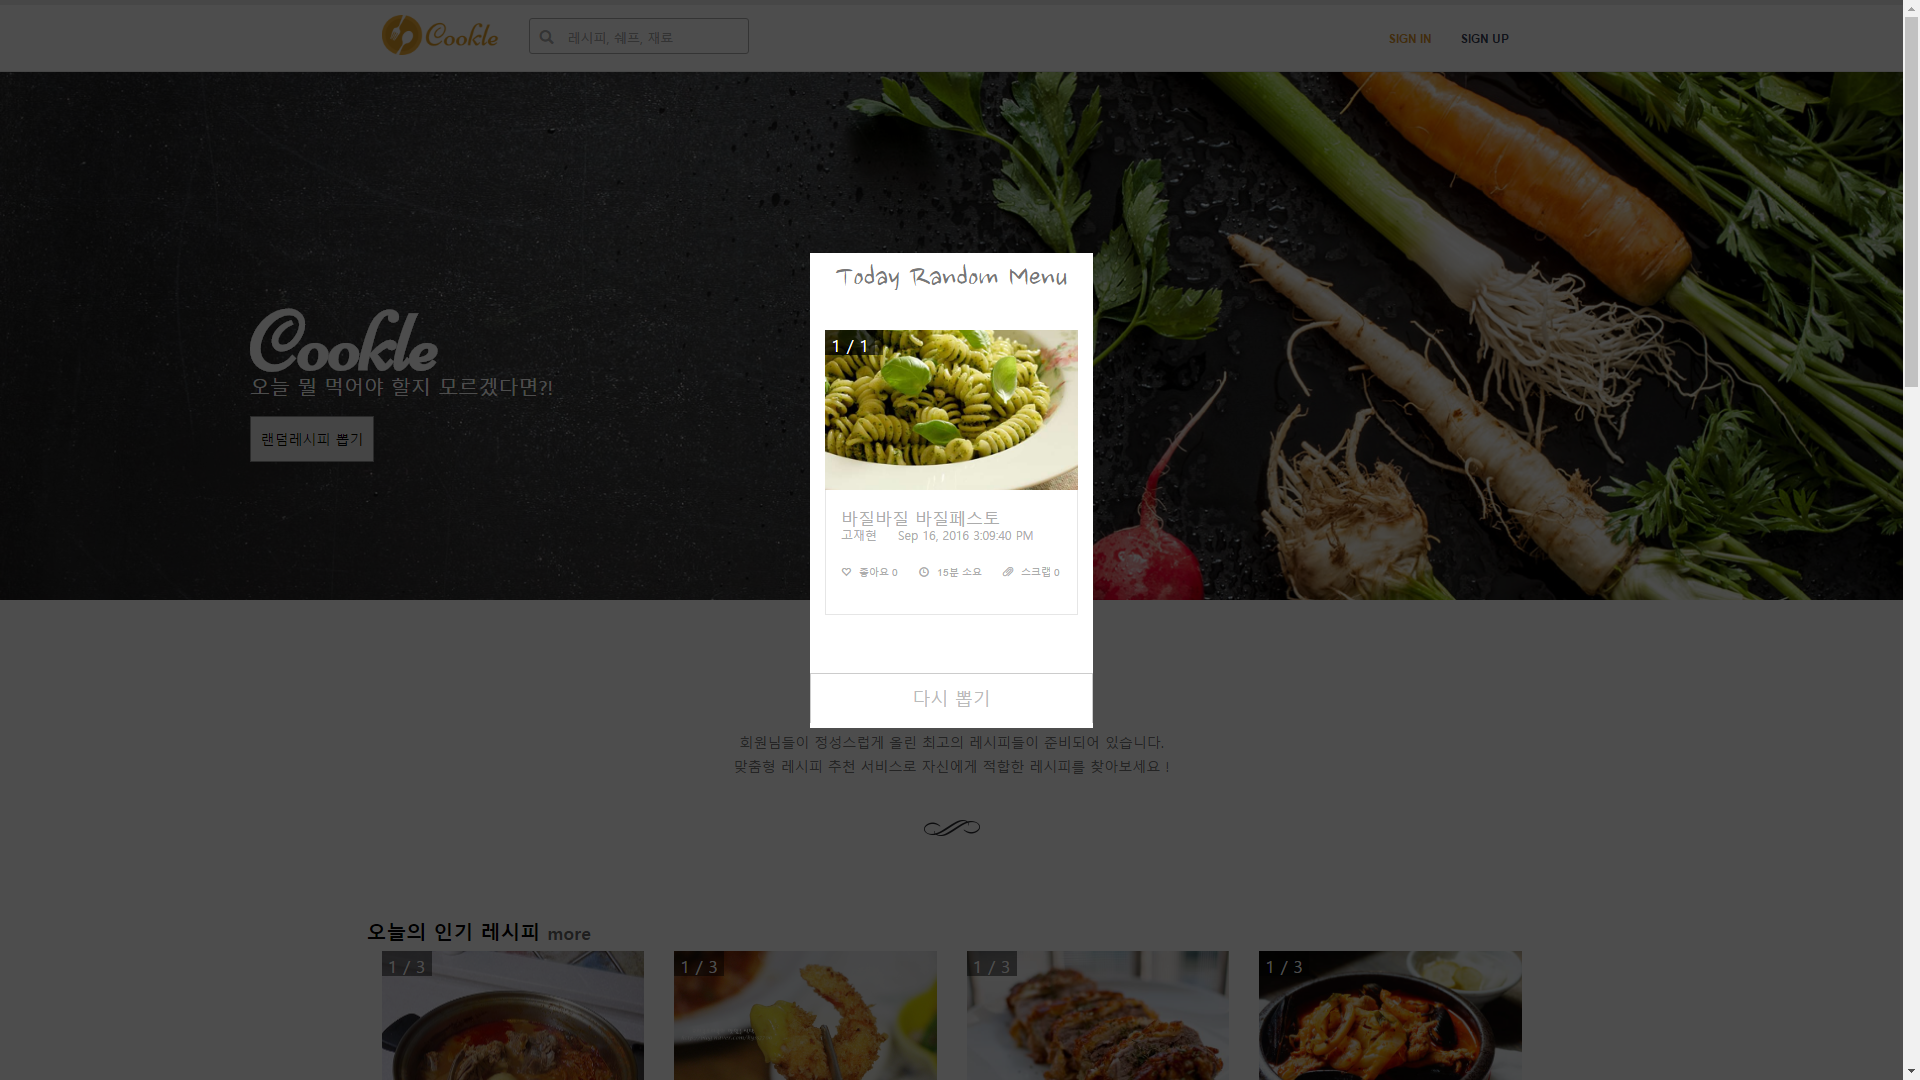 Cookle
레시피, 쉐프, 재료
SIGN IN
SIGN UP
Cookle
오늘 뭘 먹어야 할지 모르겠다면?!
랜덤레시피 뽑기
Today Random Menu
1 / 1
바질바질 바질페스토
고재현 Sep 16, 2016 3:09:40 PM
좋아요 0 15분 소요 스크랩 0
다시 뽑기
회원님들이 정성스럽게 올린 최고의 레시피들이 준비되어 있습니다.
맞춤형 레시피 추천 서비스로 자신에게 적합한 레시피를 찾아보세요 !
오늘의 인기 레시피 more
1 / 3
1 / 3
1 / 3
1 / 3